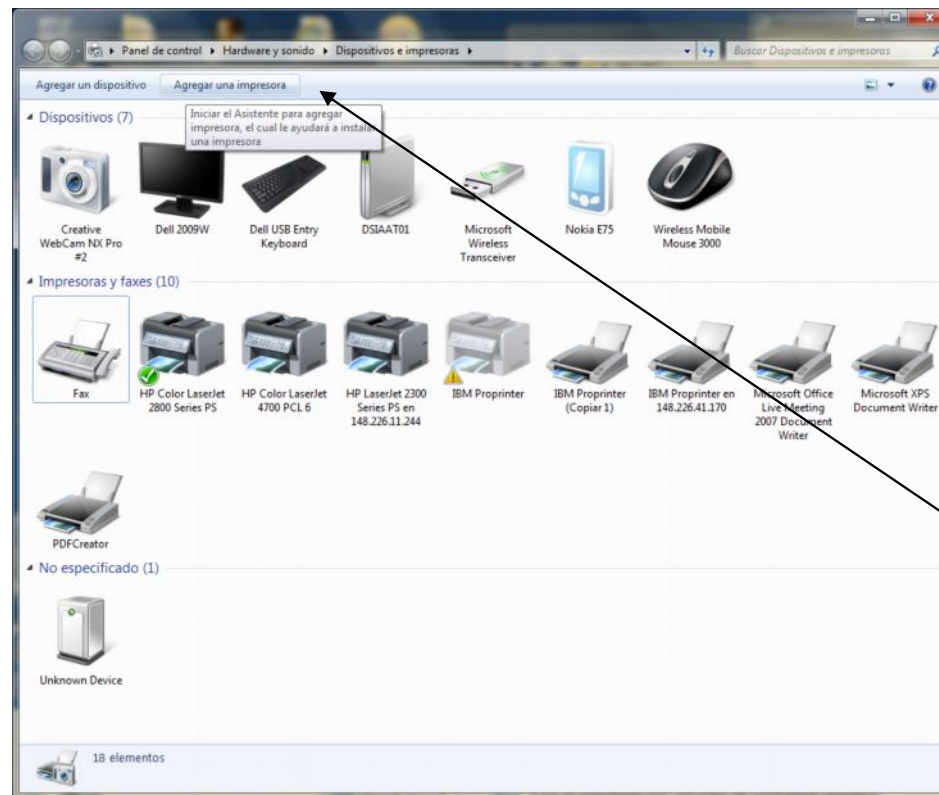 Panel de control
Hardware y sonido
Dispositivos e impresoras
Buscar Dispositivos e impresoras
Agregar un dispositivo
Agregar una impresora
Iniciar el Asistente para agregar
impresora, el cual le ayudará a instalar
una impresora
Dispositivos (7)
Creative
WebCam NX Pro
#2
Dell 2009W
Dell USB Entry
Keyboard
DSIAAT01
Microsoft
Wireless
Transceiver
Nokia E75
Wireless Mobile
Mouse 3000
Impresoras y faxes (10)
Fax
HP Color LaserJet
2800 Series PS
HP Color LaserJet
4700 PCL 6
HP LaserJet 2300
Series PS en
148.226.11.244
IBM Proprinter
IBM Proprinter
(Copiar 1)
IBM Proprinter en
148.226.41.170
Microsoft Office
Live Meeting
2007 Document
Writer
Microsoft XPS
Document Writer
PDFCreator
No especificado (1)
Unknown Device
18 elementos